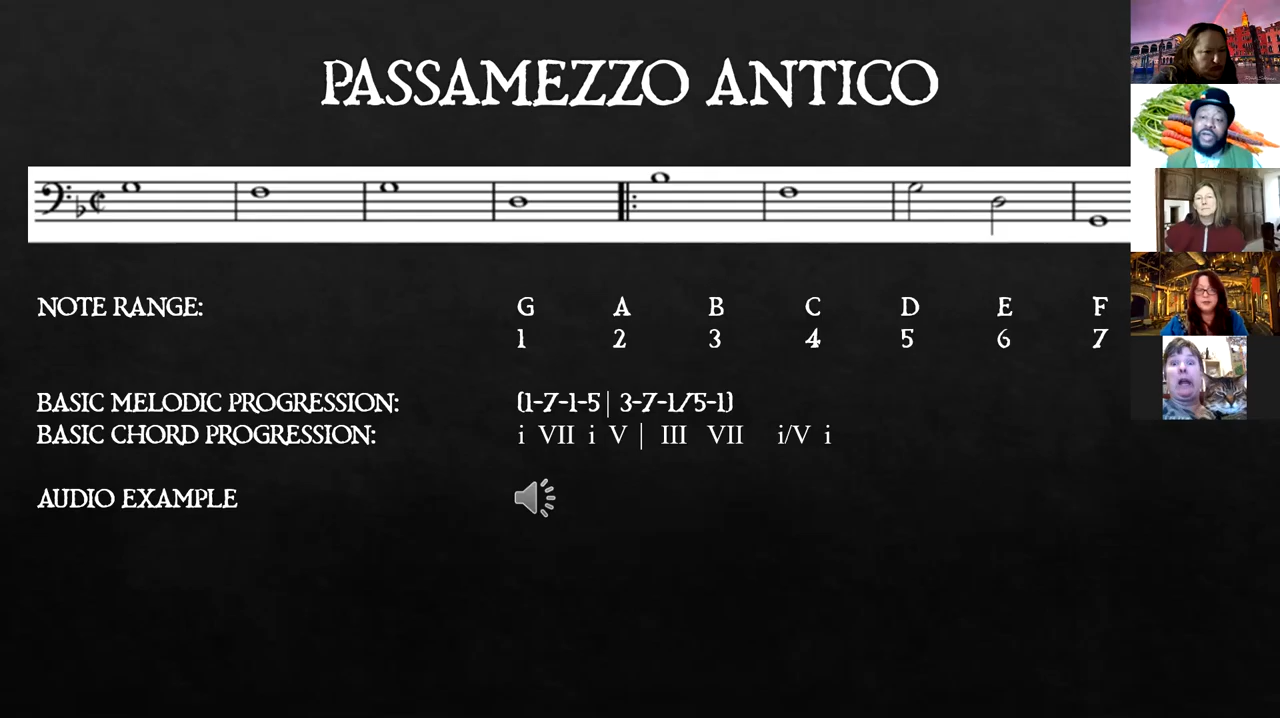 PASSAMEZZO ANTICO
NOTE RANGE: G A B C D E F
1 2 3 4 5 6 7
BASIC MELODIC PROGRESSION: (1-7-1-5| 3-7-1/5-1)
BASIC CHORD PROGRESSION: i VII i V | III VII i/V i
AUDIO EXAMPLE